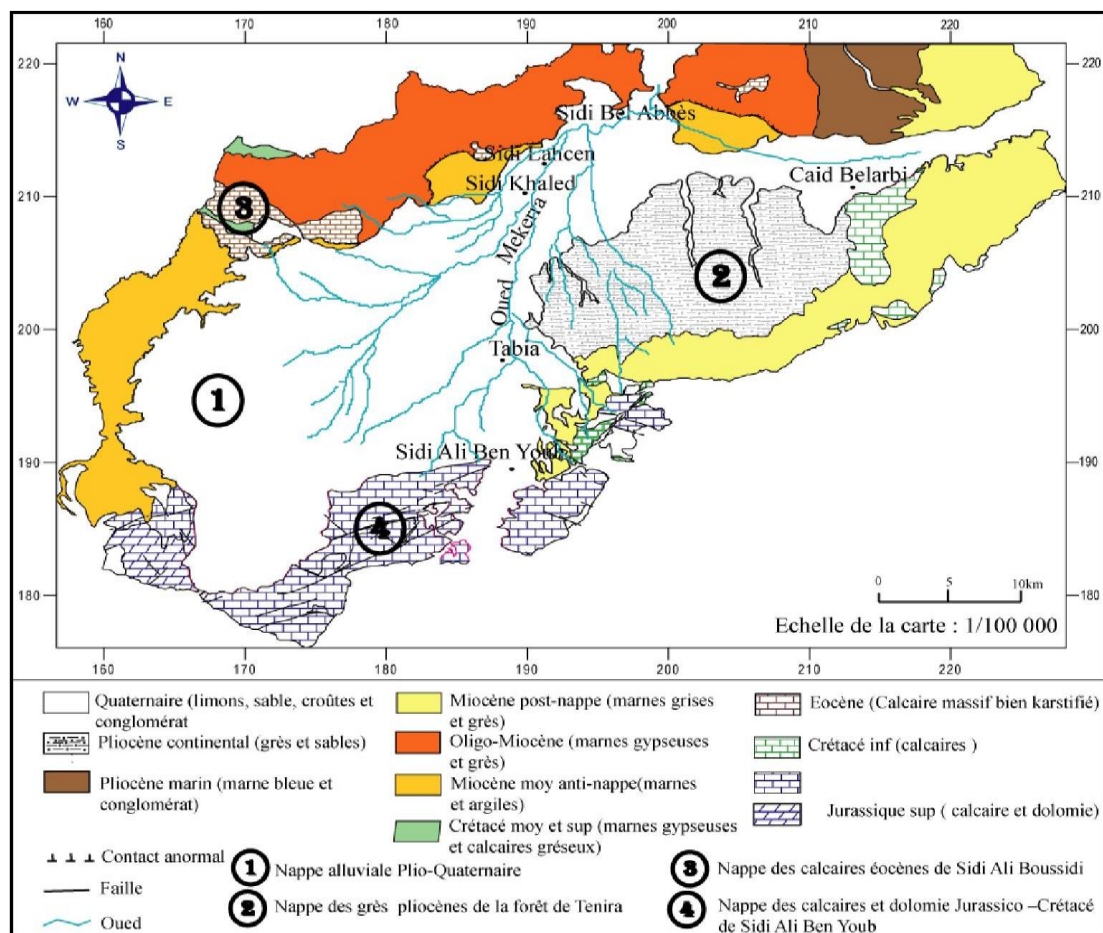 160 170 180 190 200 210 220
220 220
N
W E
S
Sidi Bel Abbès
Sidi Lahcen
Sidi Khaled
Caid Belarbi
210 210
3
Oued Mekerra
2
200 200
Tabia
1
Sidi Ali Ben Youb
190 190
4
0 5 10km
180 180
Echelle de la carte : 1/100 000
160 170 180 190 200 210 220
Quaternaire (limons, sable, croûtes et
conglomérat
Pliocène continental (grès et sables)
Pliocène marin (marne bleue et
conglomérat)
Miocène post-nappe (marnes grises
et grès)
Oligo-Miocène (marnes gypseuses
et grès)
Miocène moy anti-nappe(marnes
et argiles)
Crétacé moy et sup (marnes gypseuses
et calcaires gréseux)
Eocène (Calcaire massif bien karstifié)
Crétacé inf (calcaires )
Jurassique sup ( calcaire et dolomie)
Contact anormal
Faille
Oued
1 Nappe alluviale Plio-Quaternaire
2 Nappe des grès pliocènes de la forêt de Tenira
3 Nappe des calcaires éocènes de Sidi Ali Boussidi
4 Nappe des calcaires et dolomie Jurassico –Crétacé
de Sidi Ali Ben Youb